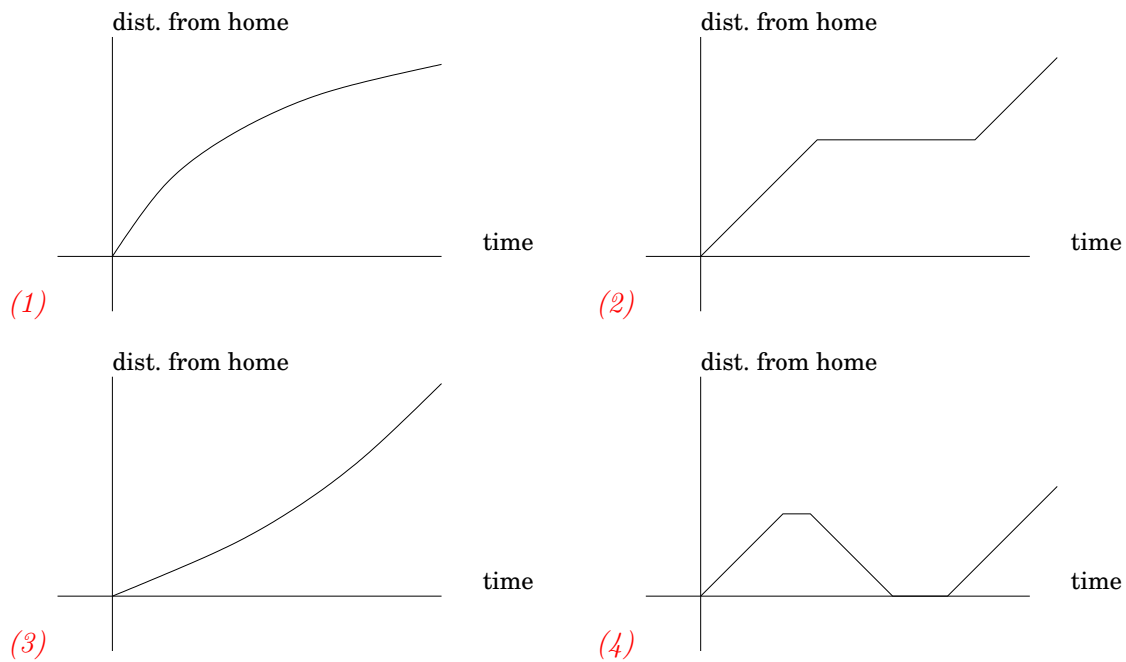 dist. from home
time
(1)
dist. from home
time
(2)
dist. from home
time
(3)
dist. from home
time
(4)